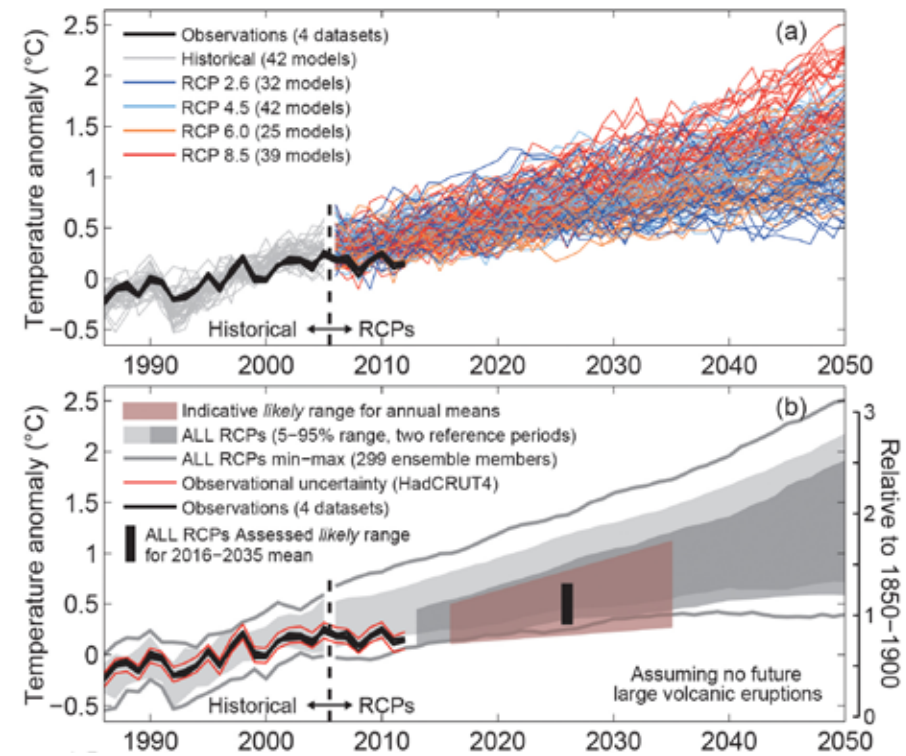 (a)
Temperature anomaly (°C)
2.5
2
1.5
1
0.5
0
−0.5
Observations (4 datasets)
Historical (42 models)
RCP 2.6 (32 models)
RCP 4.5 (42 models)
RCP 6.0 (25 models)
RCP 8.5 (39 models)
Historical
RCPs
1990 2000 2010 2020 2030 2040 2050
(b)
Temperature anomaly (°C)
2.5
2
1.5
1
0.5
0
−0.5
Indicative likely range for annual means
ALL RCPs (5−95% range, two reference periods)
ALL RCPs min−max (299 ensemble members)
Observational uncertainty (HadCRUT4)
Observations (4 datasets)
ALL RCPs Assessed likely range
for 2016−2035 mean
Historical
RCPs
Assuming no future
large volcanic eruptions
3
2
1
0
Relative to 1850−1900
1990 2000 2010 2020 2030 2040 2050